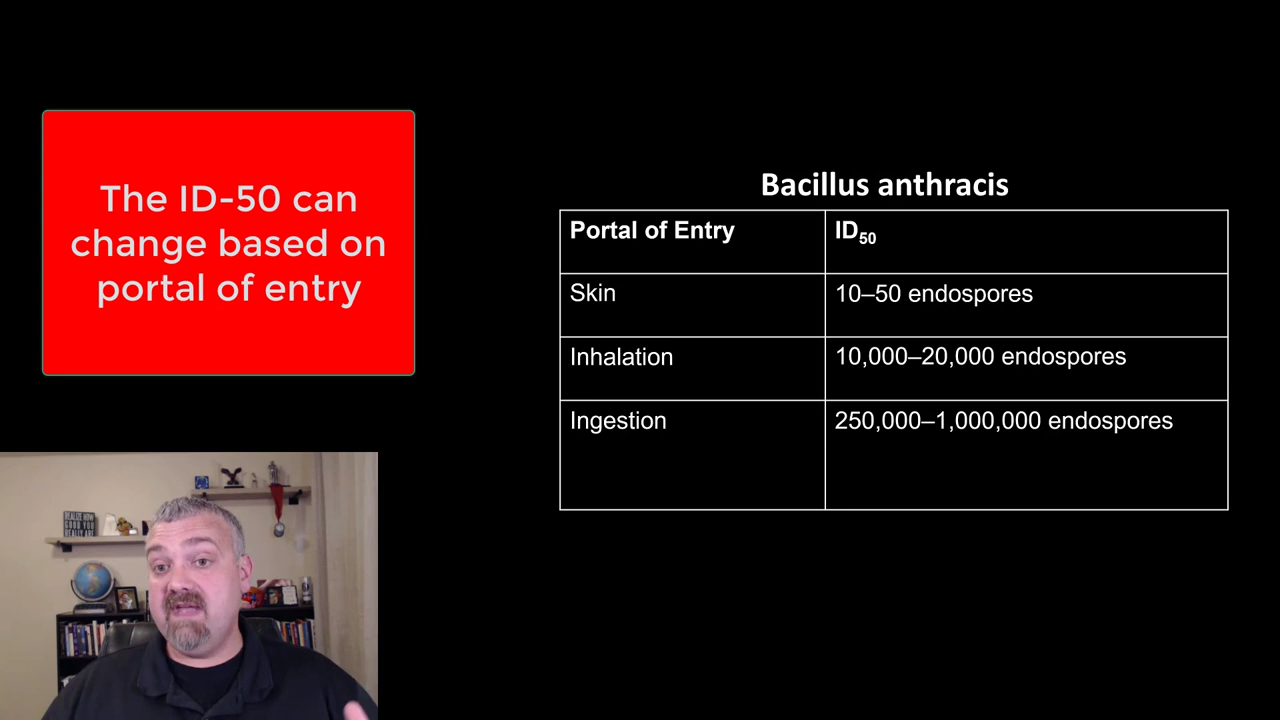 The ID-50 can
change based on
portal of entry
Bacillus anthracis
Portal of Entry ID50
Skin 10–50 endospores
Inhalation 10,000–20,000 endospores
Ingestion 250,000–1,000,000 endospores